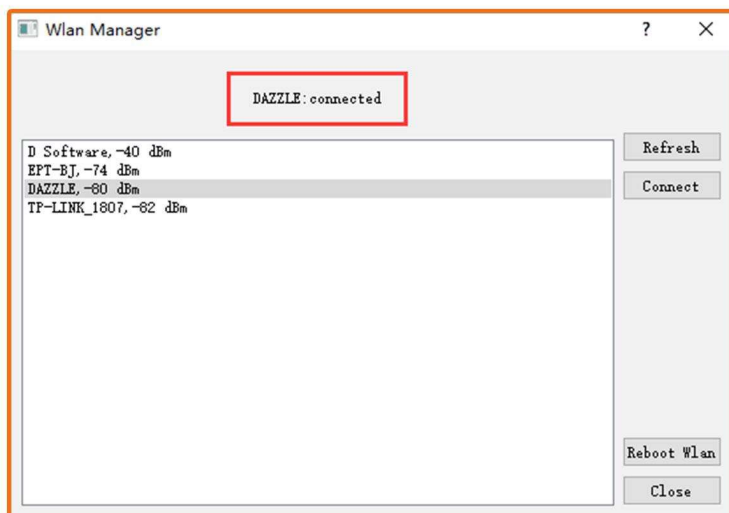 Wlan Manager
?
DAZZLE:connected
D Software,-40 dBm
EPT-BJ,-74 dBm
DAZZLE,-80 dBm
TP-LINK_1807,-82 dBm
Refresh
Connect
Reboot Wlan
Close